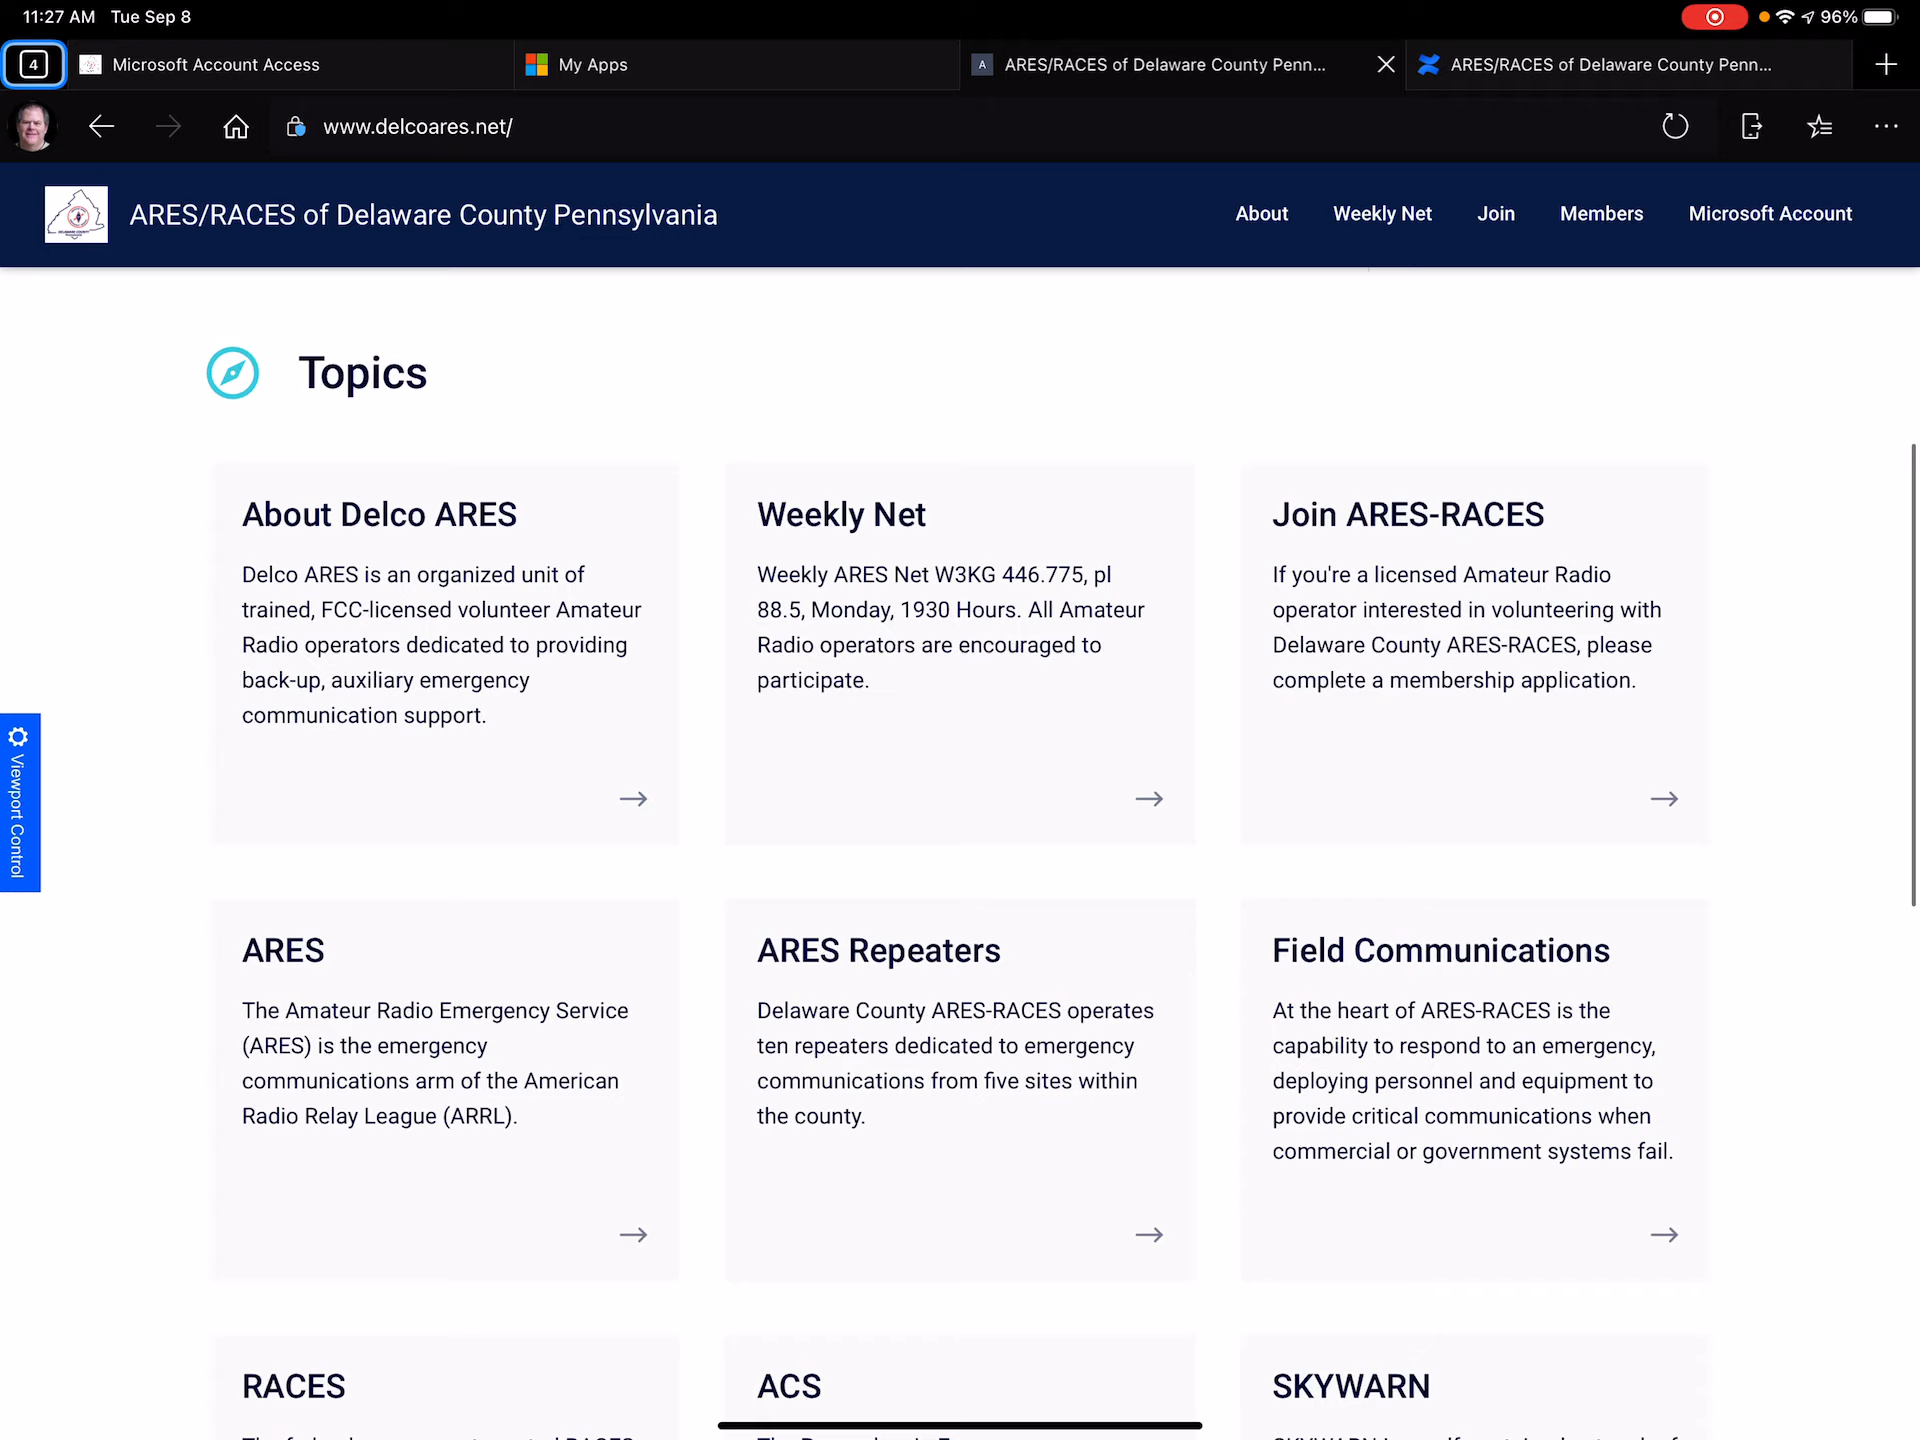 11:27 AM Tue Sep 8
96%
4
Microsoft Account Access
My Apps
A
ARES/RACES of Delaware County Penn...
ARES/RACES of Delaware County Penn...
www.delcoares.net/
ARES/RACES of Delaware County Pennsylvania
About
Weekly Net
Join
Members
Microsoft Account
Topics
About Delco ARES
Delco ARES is an organized unit of
trained, FCC-licensed volunteer Amateur
Radio operators dedicated to providing
back-up, auxiliary emergency
communication support.
Weekly Net
Weekly ARES Net W3KG 446.775, pl
88.5, Monday, 1930 Hours. All Amateur
Radio operators are encouraged to
participate.
Join ARES-RACES
If you're a licensed Amateur Radio
operator interested in volunteering with
Delaware County ARES-RACES, please
complete a membership application.
Viewport Control
ARES
The Amateur Radio Emergency Service
(ARES) is the emergency
communications arm of the American
Radio Relay League (ARRL).
ARES Repeaters
Delaware County ARES-RACES operates
ten repeaters dedicated to emergency
communications from five sites within
the county.
Field Communications
At the heart of ARES-RACES is the
capability to respond to an emergency,
deploying personnel and equipment to
provide critical communications when
commercial or government systems fail.
RACES
ACS
SKYWARN